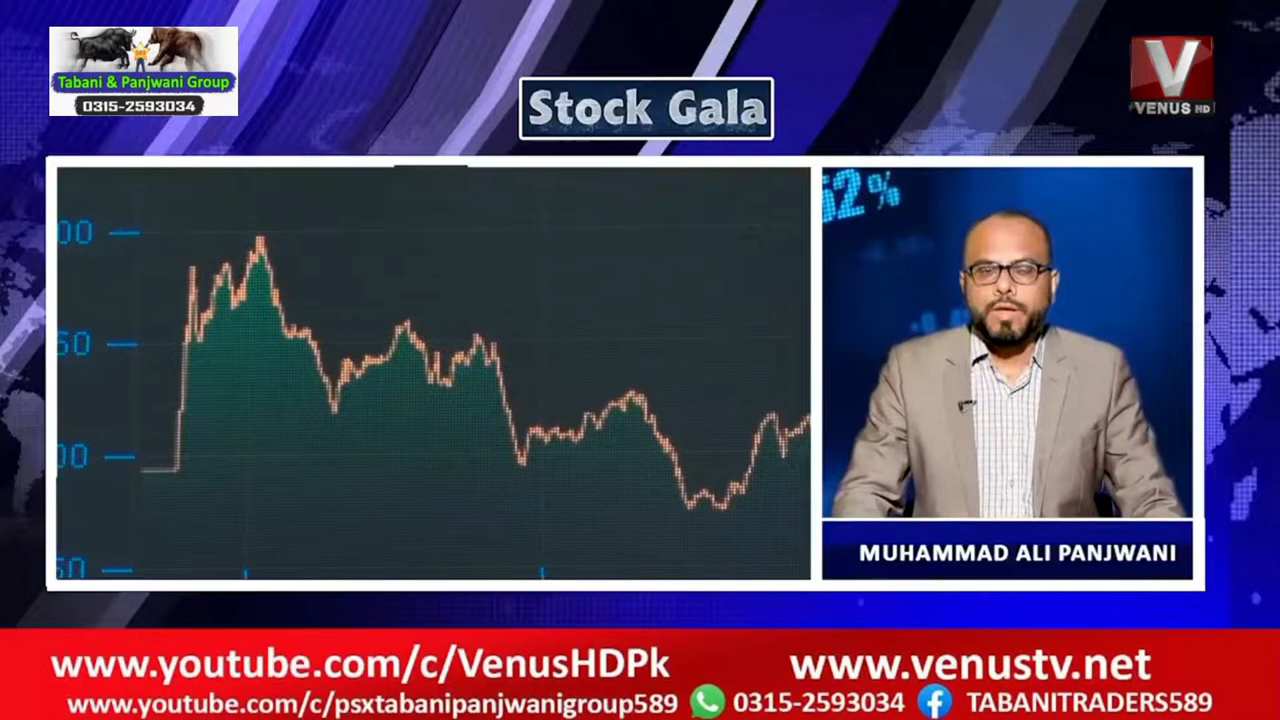 Tabani & Panjwani Group
0315-2593034
Stock Gala
V
VENUS HD
00
50
00
50
52%
MUHAMMAD ALI PANJWANI
www.youtube.com/c/VenusHDPk
www.venustv.net
www.youtube.com/c/psxtabanipanjwanigroup589
0315-2593034
TABANITRADERS589